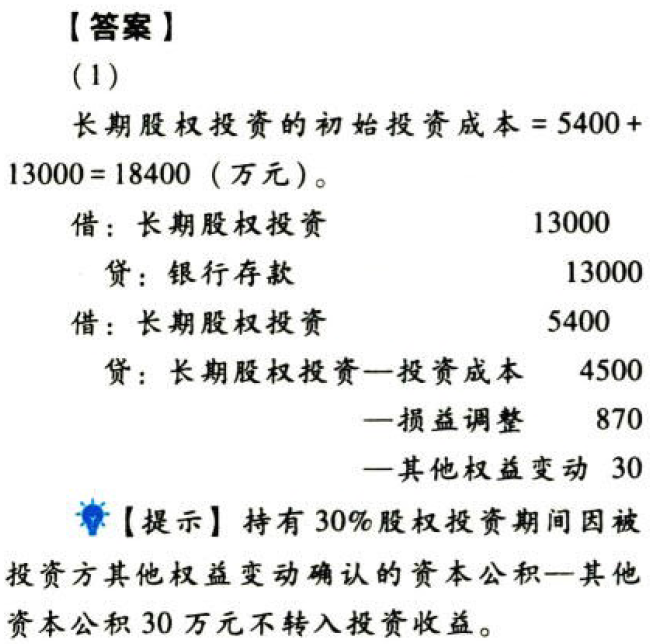 【答案】
(1)
长期股权投资的初始投资成本=5400+
13000=18400（万元）。
借：长期股权投资 13000
贷：银行存款 13000
借：长期股权投资 5400
贷：长期股权投资—投资成本 4500
—损益调整 870
—其他权益变动 30
【提示】持有30%股权投资期间因被
投资方其他权益变动确认的资本公积—其他
资本公积30万元不转入投资收益。